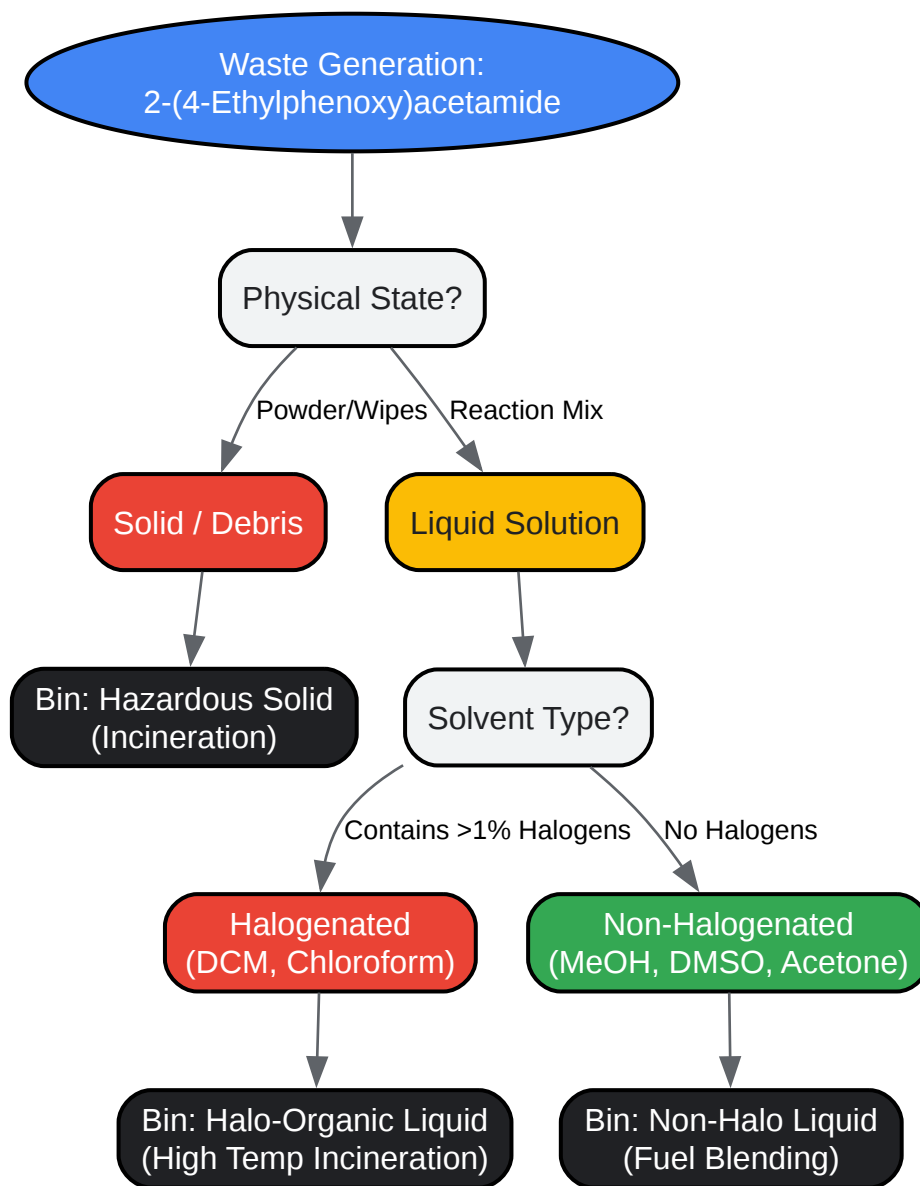 Waste Generation:
2-(4-Ethylphenoxy)acetamide
Physical State?
Powder/Wipes
Reaction Mix
Solid / Debris
Liquid Solution
Bin: Hazardous Solid
(Incineration)
Solvent Type?
Contains >1% Halogens
No Halogens
Halogenated
(DCM, Chloroform)
Non-Halogenated
(MeOH, DMSO, Acetone)
Bin: Halo-Organic Liquid
(High Temp Incineration)
Bin: Non-Halo Liquid
(Fuel Blending)